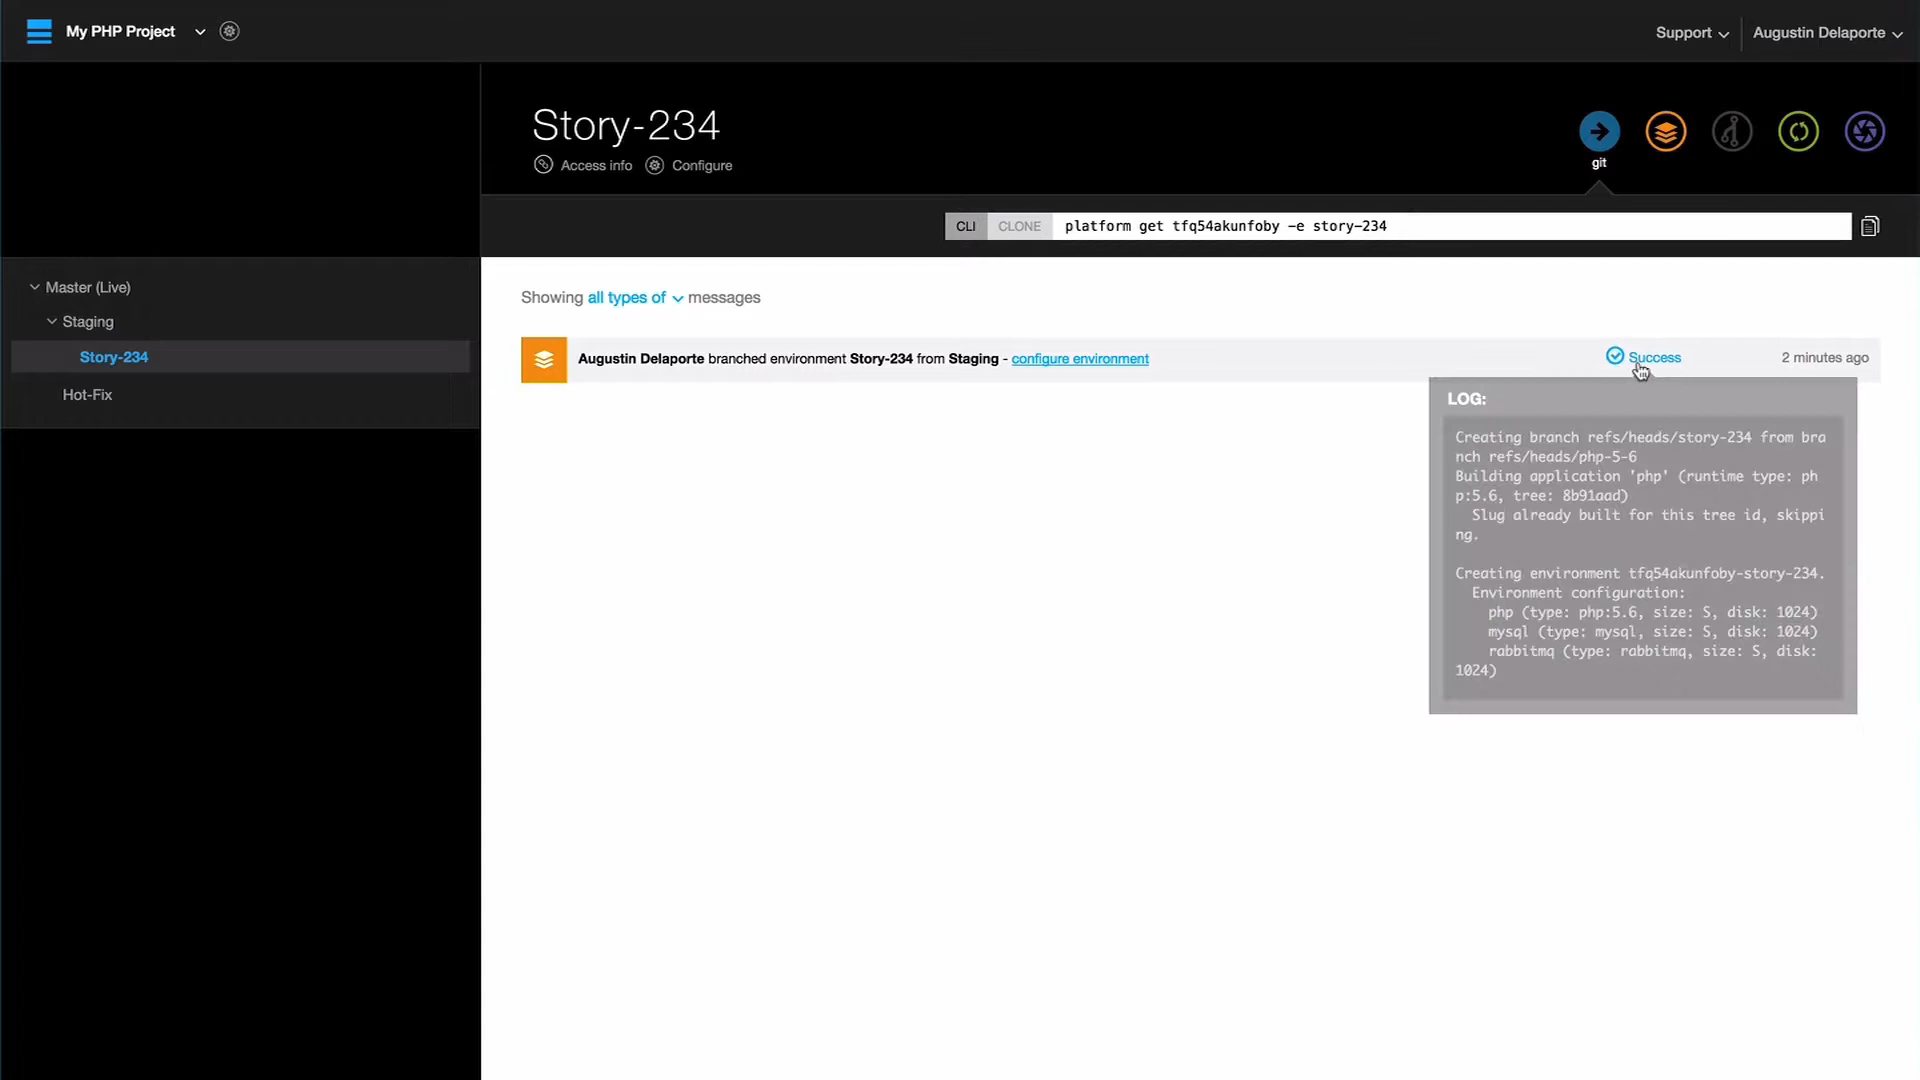 My PHP Project
Support
Augustin Delaporte
Story-234
Access info
Configure
git
CLI
CLONE
platform get tfq54akunfoby -e story-234
Master (Live)
Staging
Story-234
Hot-Fix
Showing all types of messages
Augustin Delaporte branched environment Story-234 from Staging - configure environment
Success
2 minutes ago
LOG:
Creating branch refs/heads/story-234 from bra
nch refs/heads/php-5-6
Building application 'php' (runtime type: ph
p:5.6, tree: 8b91aad)
Slug already built for this tree id, skippi
ng.
Creating environment tfq54akunfoby-story-234.
Environment configuration:
php (type: php:5.6, size: S, disk: 1024)
mysql (type: mysql, size: S, disk: 1024)
rabbitmq (type: rabbitmq, size: S, disk:
1024)